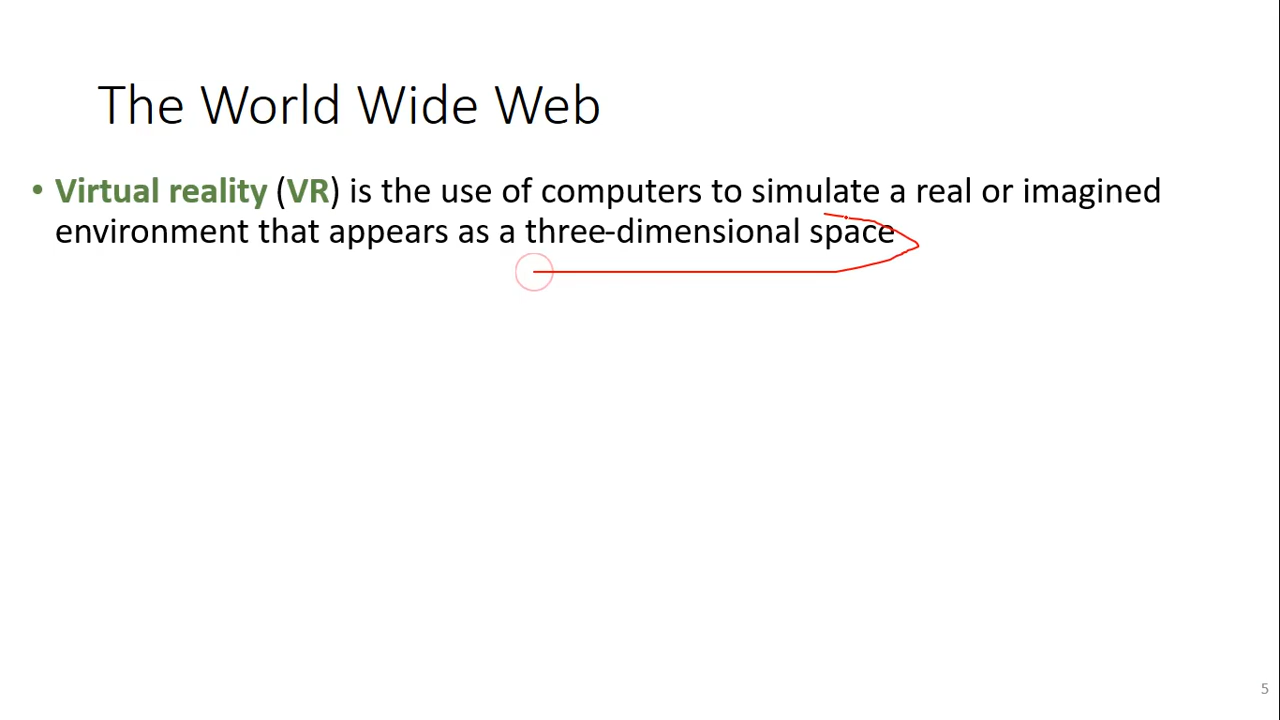 The World Wide Web
• Virtual reality (VR) is the use of computers to simulate a real or imagined
environment that appears as a three-dimensional space
5